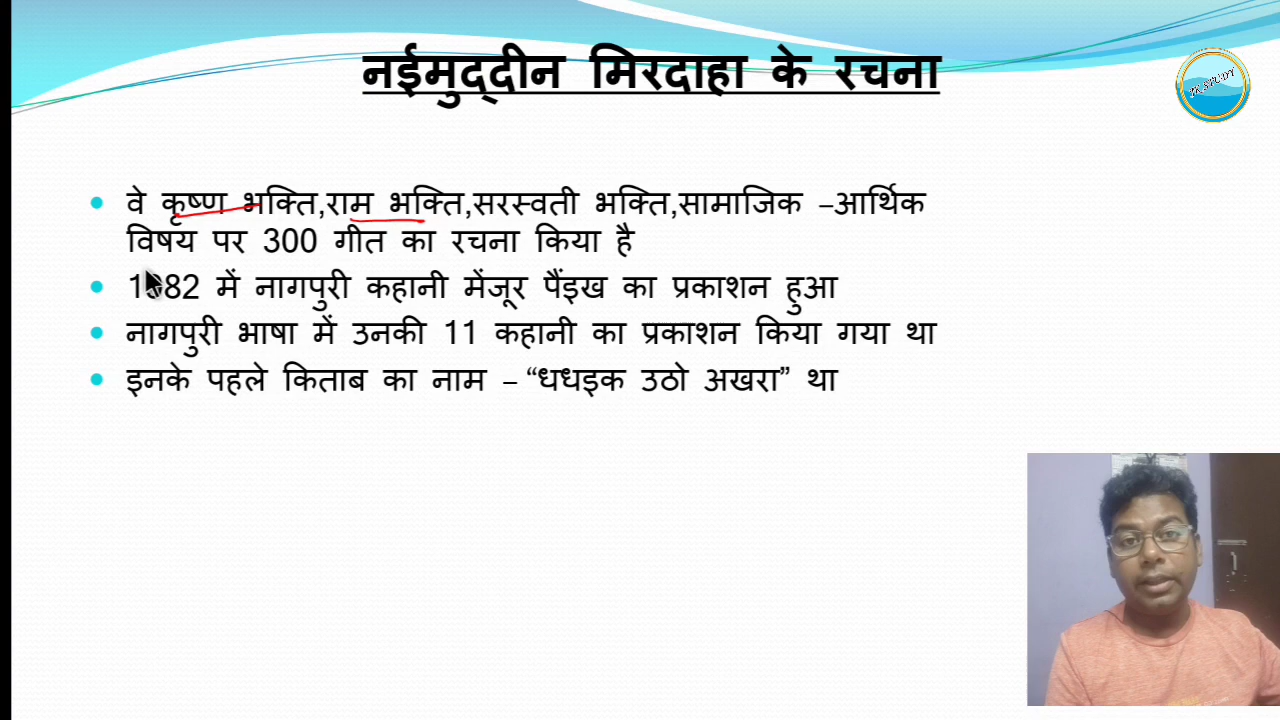 नईमुद्दीन मिरदाहा के रचना
वे कृष्ण भक्ति,राम भक्ति,सरस्वती भक्ति,सामाजिक –आर्थिक
विषय पर 300 गीत का रचना किया है
में नागपुरी कहानी मेंजूर पैंइख का प्रकाशन हुआ
नागपुरी भाषा में उनकी 11 कहानी का प्रकाशन किया गया था
इनके पहले किताब का नाम – “धधइक उठो अखरा” था